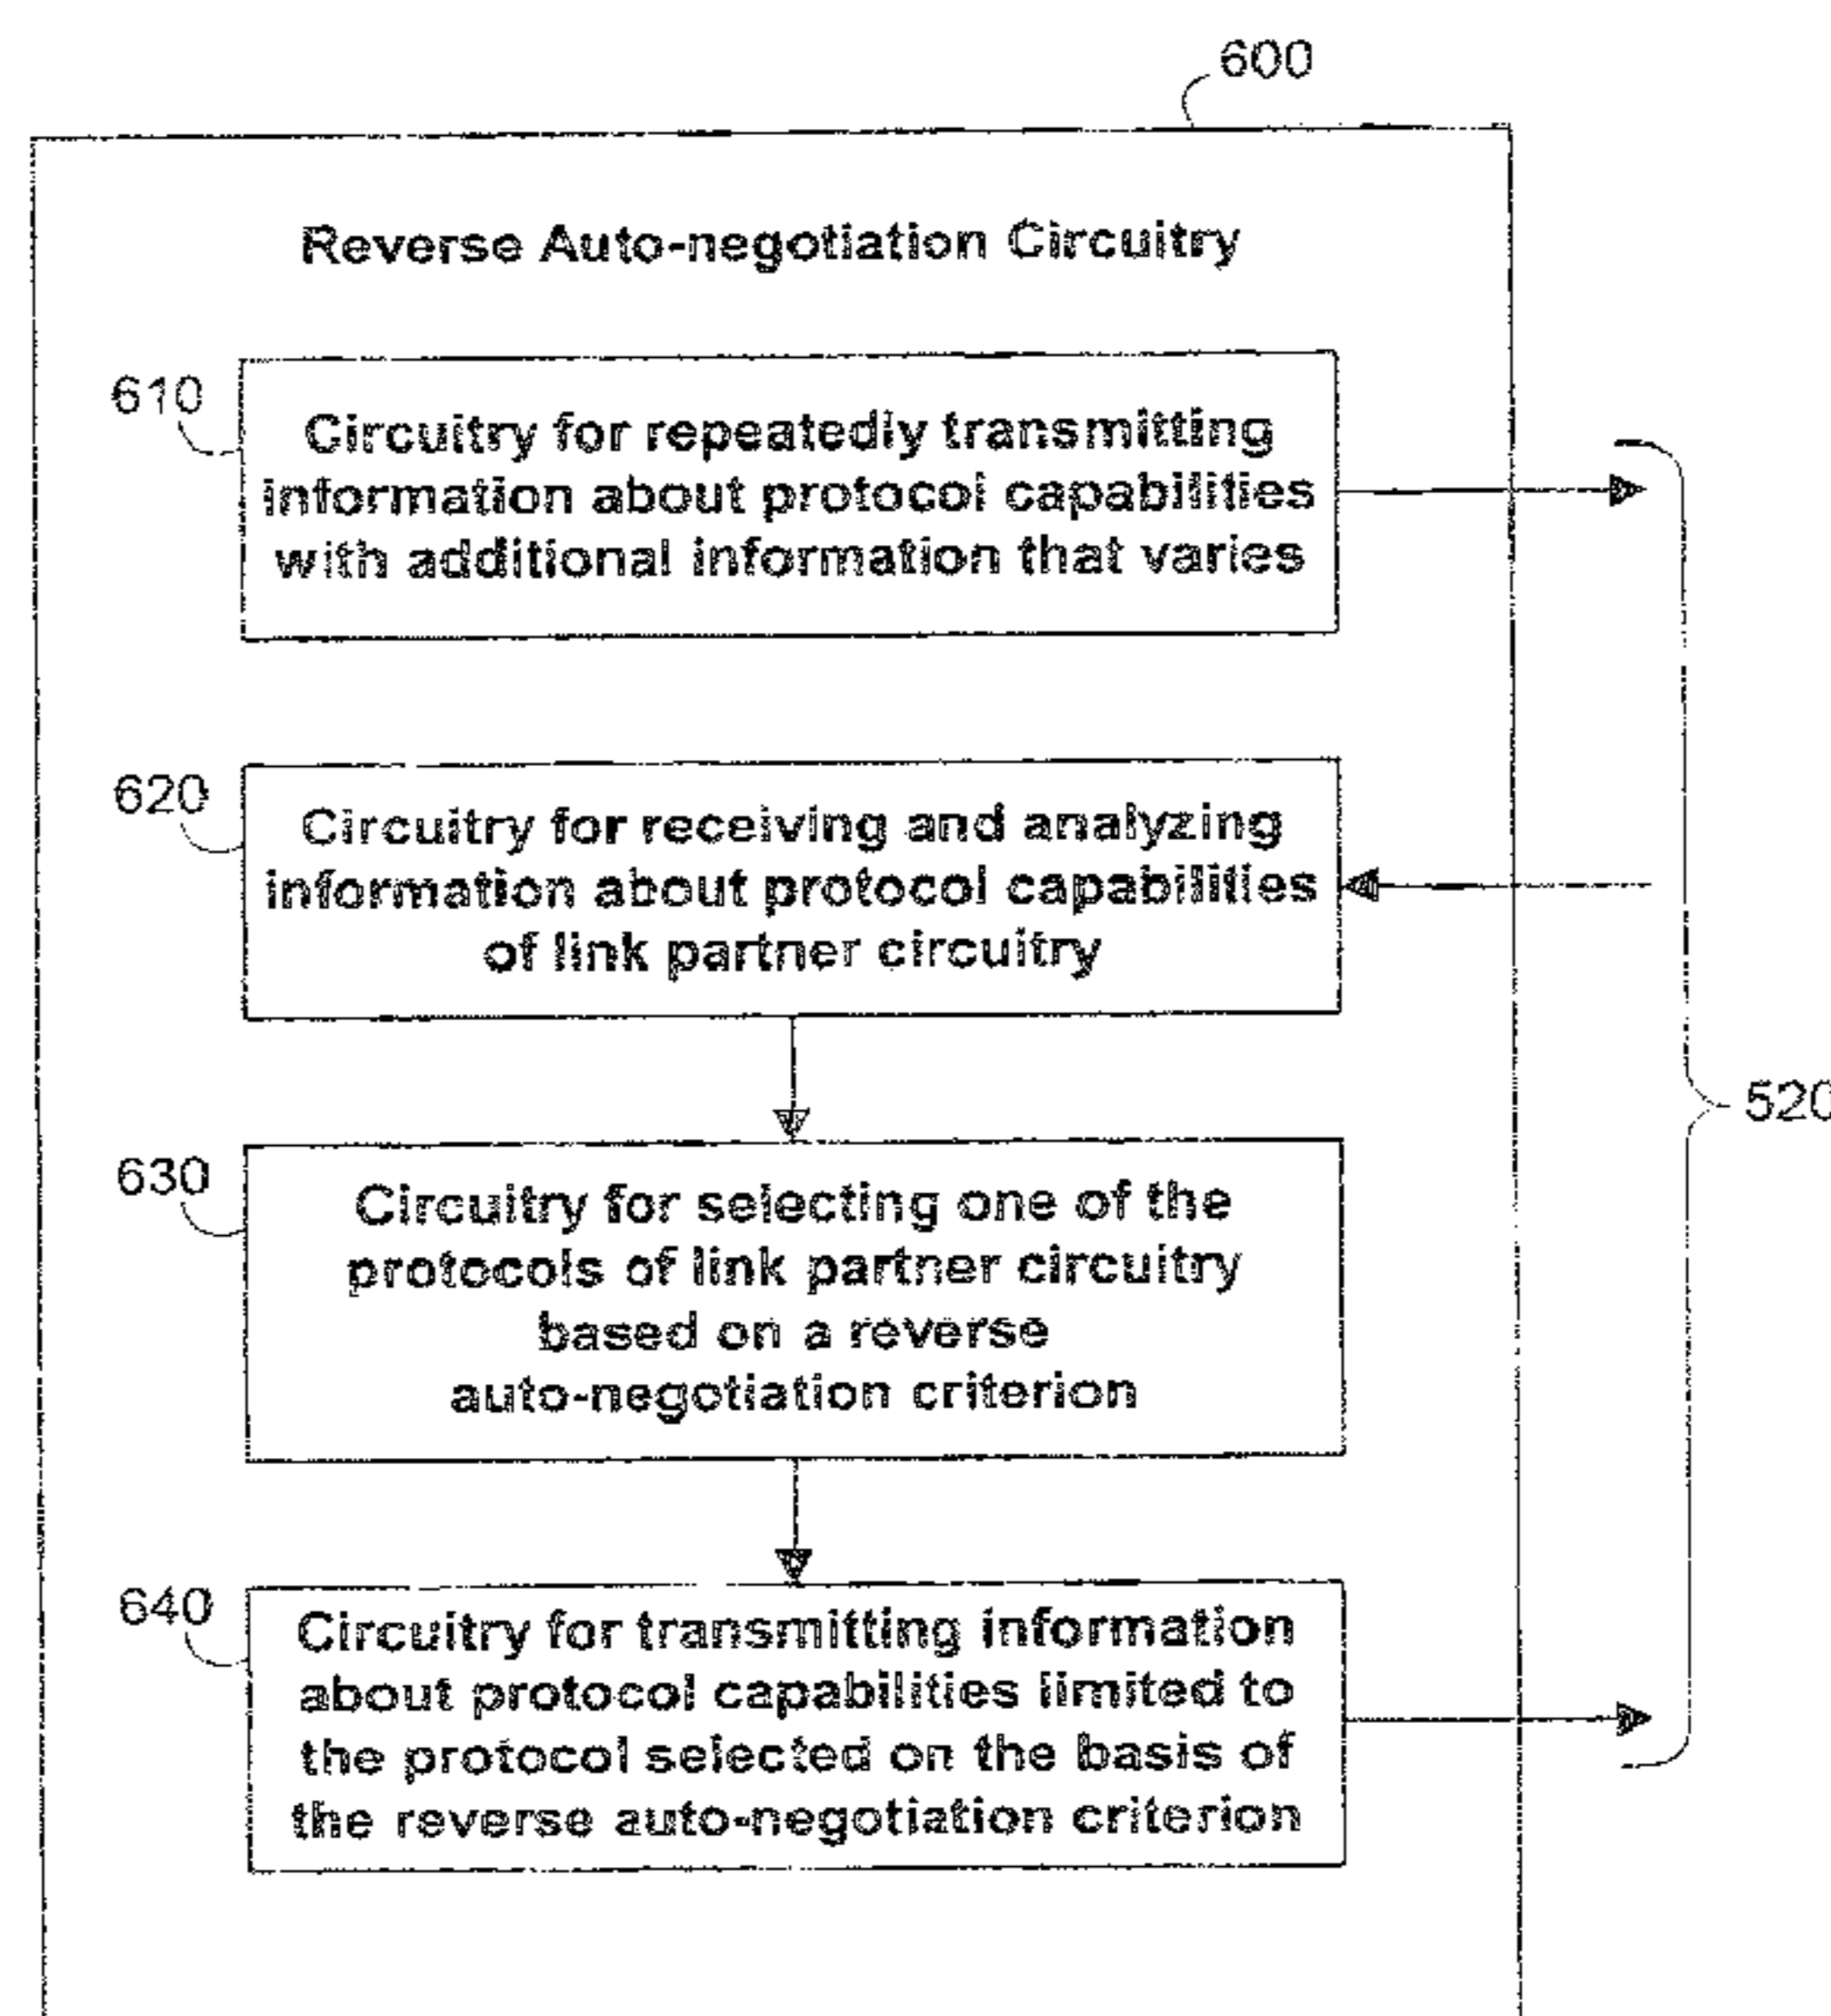 600
Reverse Auto-negotiation Circuitry
610
Circuitry for repeatedly transmitting
information about protocol capabilities
with additional information that varies
620
Circuitry for receiving and analyzing
information about protocol capabilities
of link partner circuitry
520
630
Circuitry for selecting one of the
protocols of link partner circuitry
based on a reverse
auto-negotiation criterion
640
Circuitry for transmitting information
about protocol capabilities limited to
the protocol selected on the basis of
the reverse auto-negotiation criterion